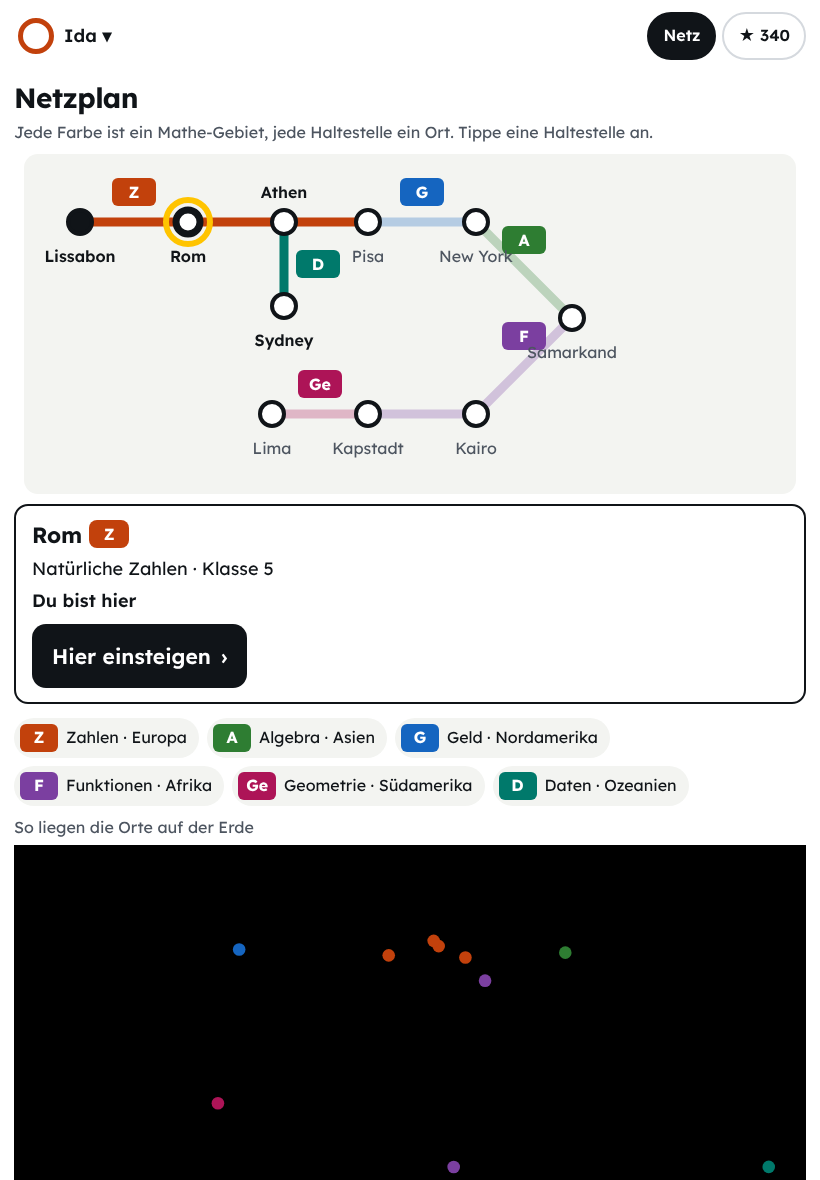 Ida ▾
Netz
★ 340
Netzplan
Jede Farbe ist ein Mathe-Gebiet, jede Haltestelle ein Ort. Tippe eine Haltestelle an.
Z
Athen
G
Lissabon
Rom
D
Pisa
New York
A
Sydney
F
Samarkand
Ge
Lima
Kapstadt
Kairo
Rom Z
Natürliche Zahlen · Klasse 5
Du bist hier
Hier einsteigen ›
Z Zahlen · Europa
A Algebra · Asien
G Geld · Nordamerika
F Funktionen · Afrika
Ge Geometrie · Südamerika
D Daten · Ozeanien
So liegen die Orte auf der Erde